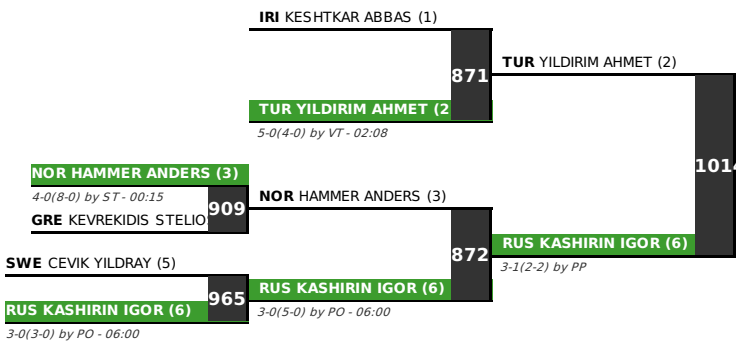 IRI KESHTKAR ABBAS (1)
871
TUR YILDIRIM AHMET (2)
TUR YILDIRIM AHMET (2
5-0(4-0) by VT - 02:08
1014
NOR HAMMER ANDERS (3)
4-0(8-0) by ST - 00:15
909
NOR HAMMER ANDERS (3)
GRE KEVREKIDIS STELIO
872
RUS KASHIRIN IGOR (6)
3-1(2-2) by PP
SWE CEVIK YILDRAY (5)
965
RUS KASHIRIN IGOR (6)
3-0(5-0) by PO - 06:00
RUS KASHIRIN IGOR (6)
3-0(3-0) by PO - 06:00